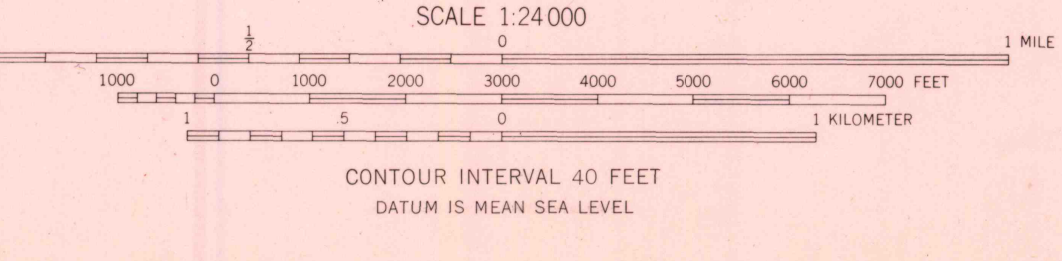 SCALE 1:24 000
1/2 0 1 MILE
1000 0 1000 2000 3000 4000 5000 6000 7000 FEET
1 .5 0 1 KILOMETER
CONTOUR INTERVAL 40 FEET
DATUM IS MEAN SEA LEVEL